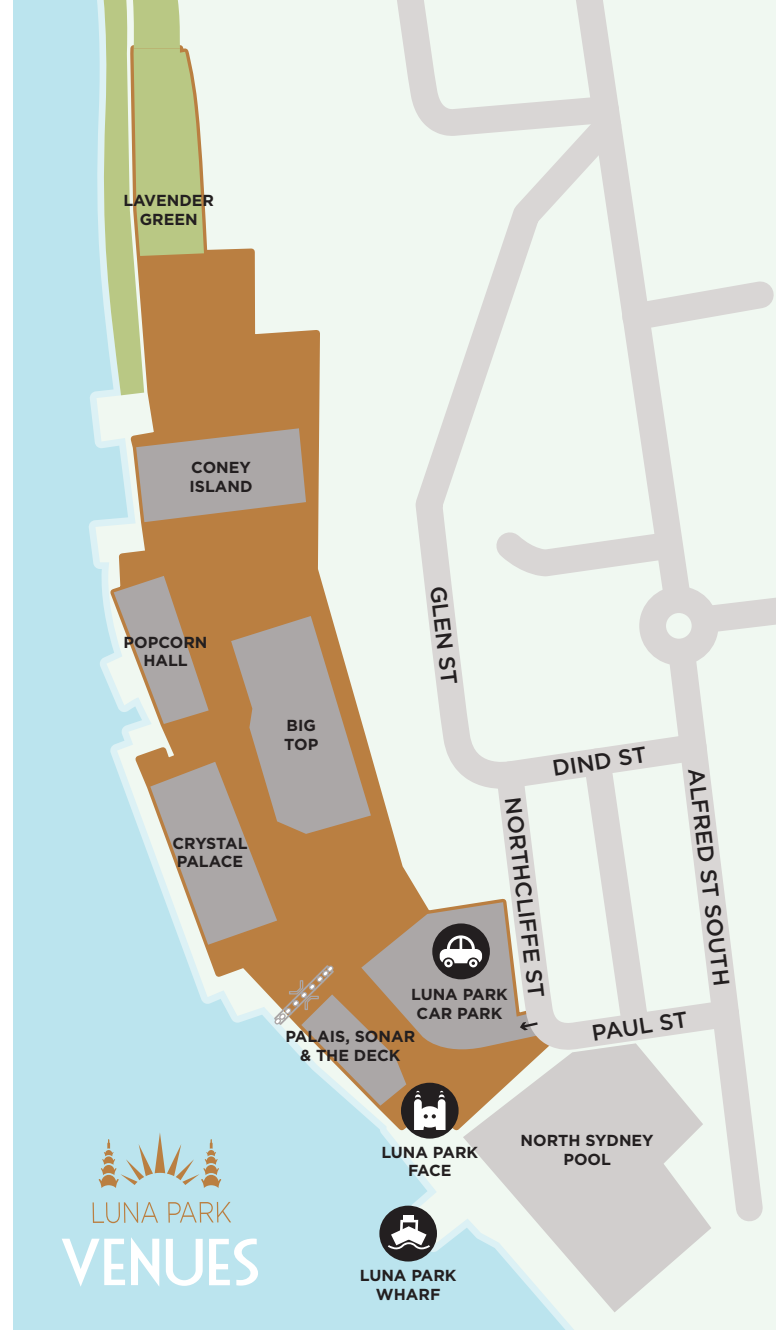 LAVENDER
GREEN
CONEY
ISLAND
POPCORN
HALL
BIG
TOP
CRYSTAL
PALACE
GLEN ST
DIND ST
NORTHCLIFFE ST
ALFRED ST SOUTH
LUNA PARK
CAR PARK
PAUL ST
PALAIS, SONAR
& THE DECK
LUNA PARK
FACE
NORTH SYDNEY
POOL
LUNA PARK
VENUES
LUNA PARK
WHARF